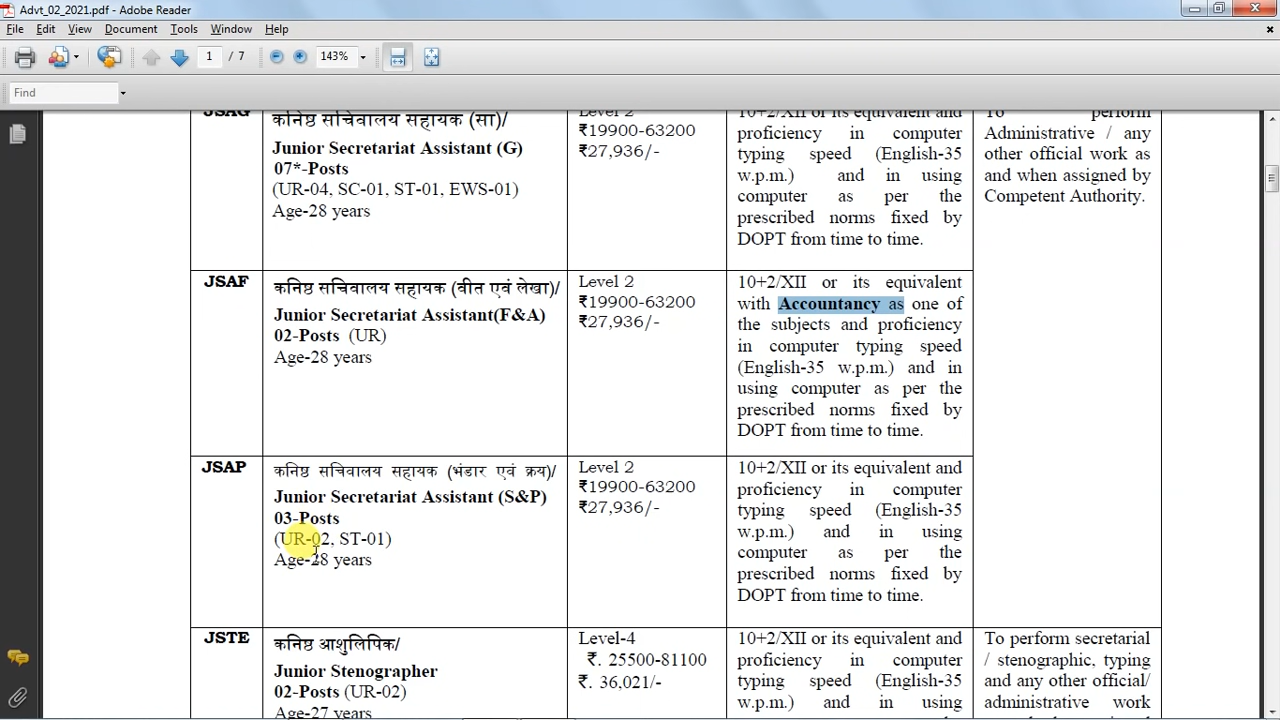 Advt_02_2021.pdf - Adobe Reader
File Edit View Document Tools Window Help
1 / 7 143%
Find
JSAG
कनिष्ठ सचिवालय सहायक (सा)/
Junior Secretariat Assistant (G)
07*-Posts
(UR-04, SC-01, ST-01, EWS-01)
Age-28 years
Level 2
₹19900-63200
₹27,936/-
10+2/XII or its equivalent and
proficiency in computer
typing speed (English-35
w.p.m.) and in using
computer as per the
prescribed norms fixed by
DOPT from time to time.
To perform
Administrative / any
other official work as
and when assigned by
Competent Authority.
JSAF
कनिष्ठ सचिवालय सहायक (वीत एवं लेखा)/
Junior Secretariat Assistant(F&A)
02-Posts (UR)
Age-28 years
Level 2
₹19900-63200
₹27,936/-
10+2/XII or its equivalent
with Accountancy as one of
the subjects and proficiency
in computer typing speed
(English-35 w.p.m.) and in
using computer as per the
prescribed norms fixed by
DOPT from time to time.
JSAP
कनिष्ठ सचिवालय सहायक (भंडार एवं क्रय)/
Junior Secretariat Assistant (S&P)
03-Posts
(UR-02, ST-01)
Age-28 years
Level 2
₹19900-63200
₹27,936/-
10+2/XII or its equivalent and
proficiency in computer
typing speed (English-35
w.p.m.) and in using
computer as per the
prescribed norms fixed by
DOPT from time to time.
JSTE
कनिष्ठ आशुलिपिक/
Junior Stenographer
02-Posts (UR-02)
Age-27 years
Level-4
₹. 25500-81100
₹. 36,021/-
10+2/XII or its equivalent and
proficiency in computer
typing speed (English-35
w.p.m.) and in using
To perform secretarial
/ stenographic, typing
and any other official/
administrative work